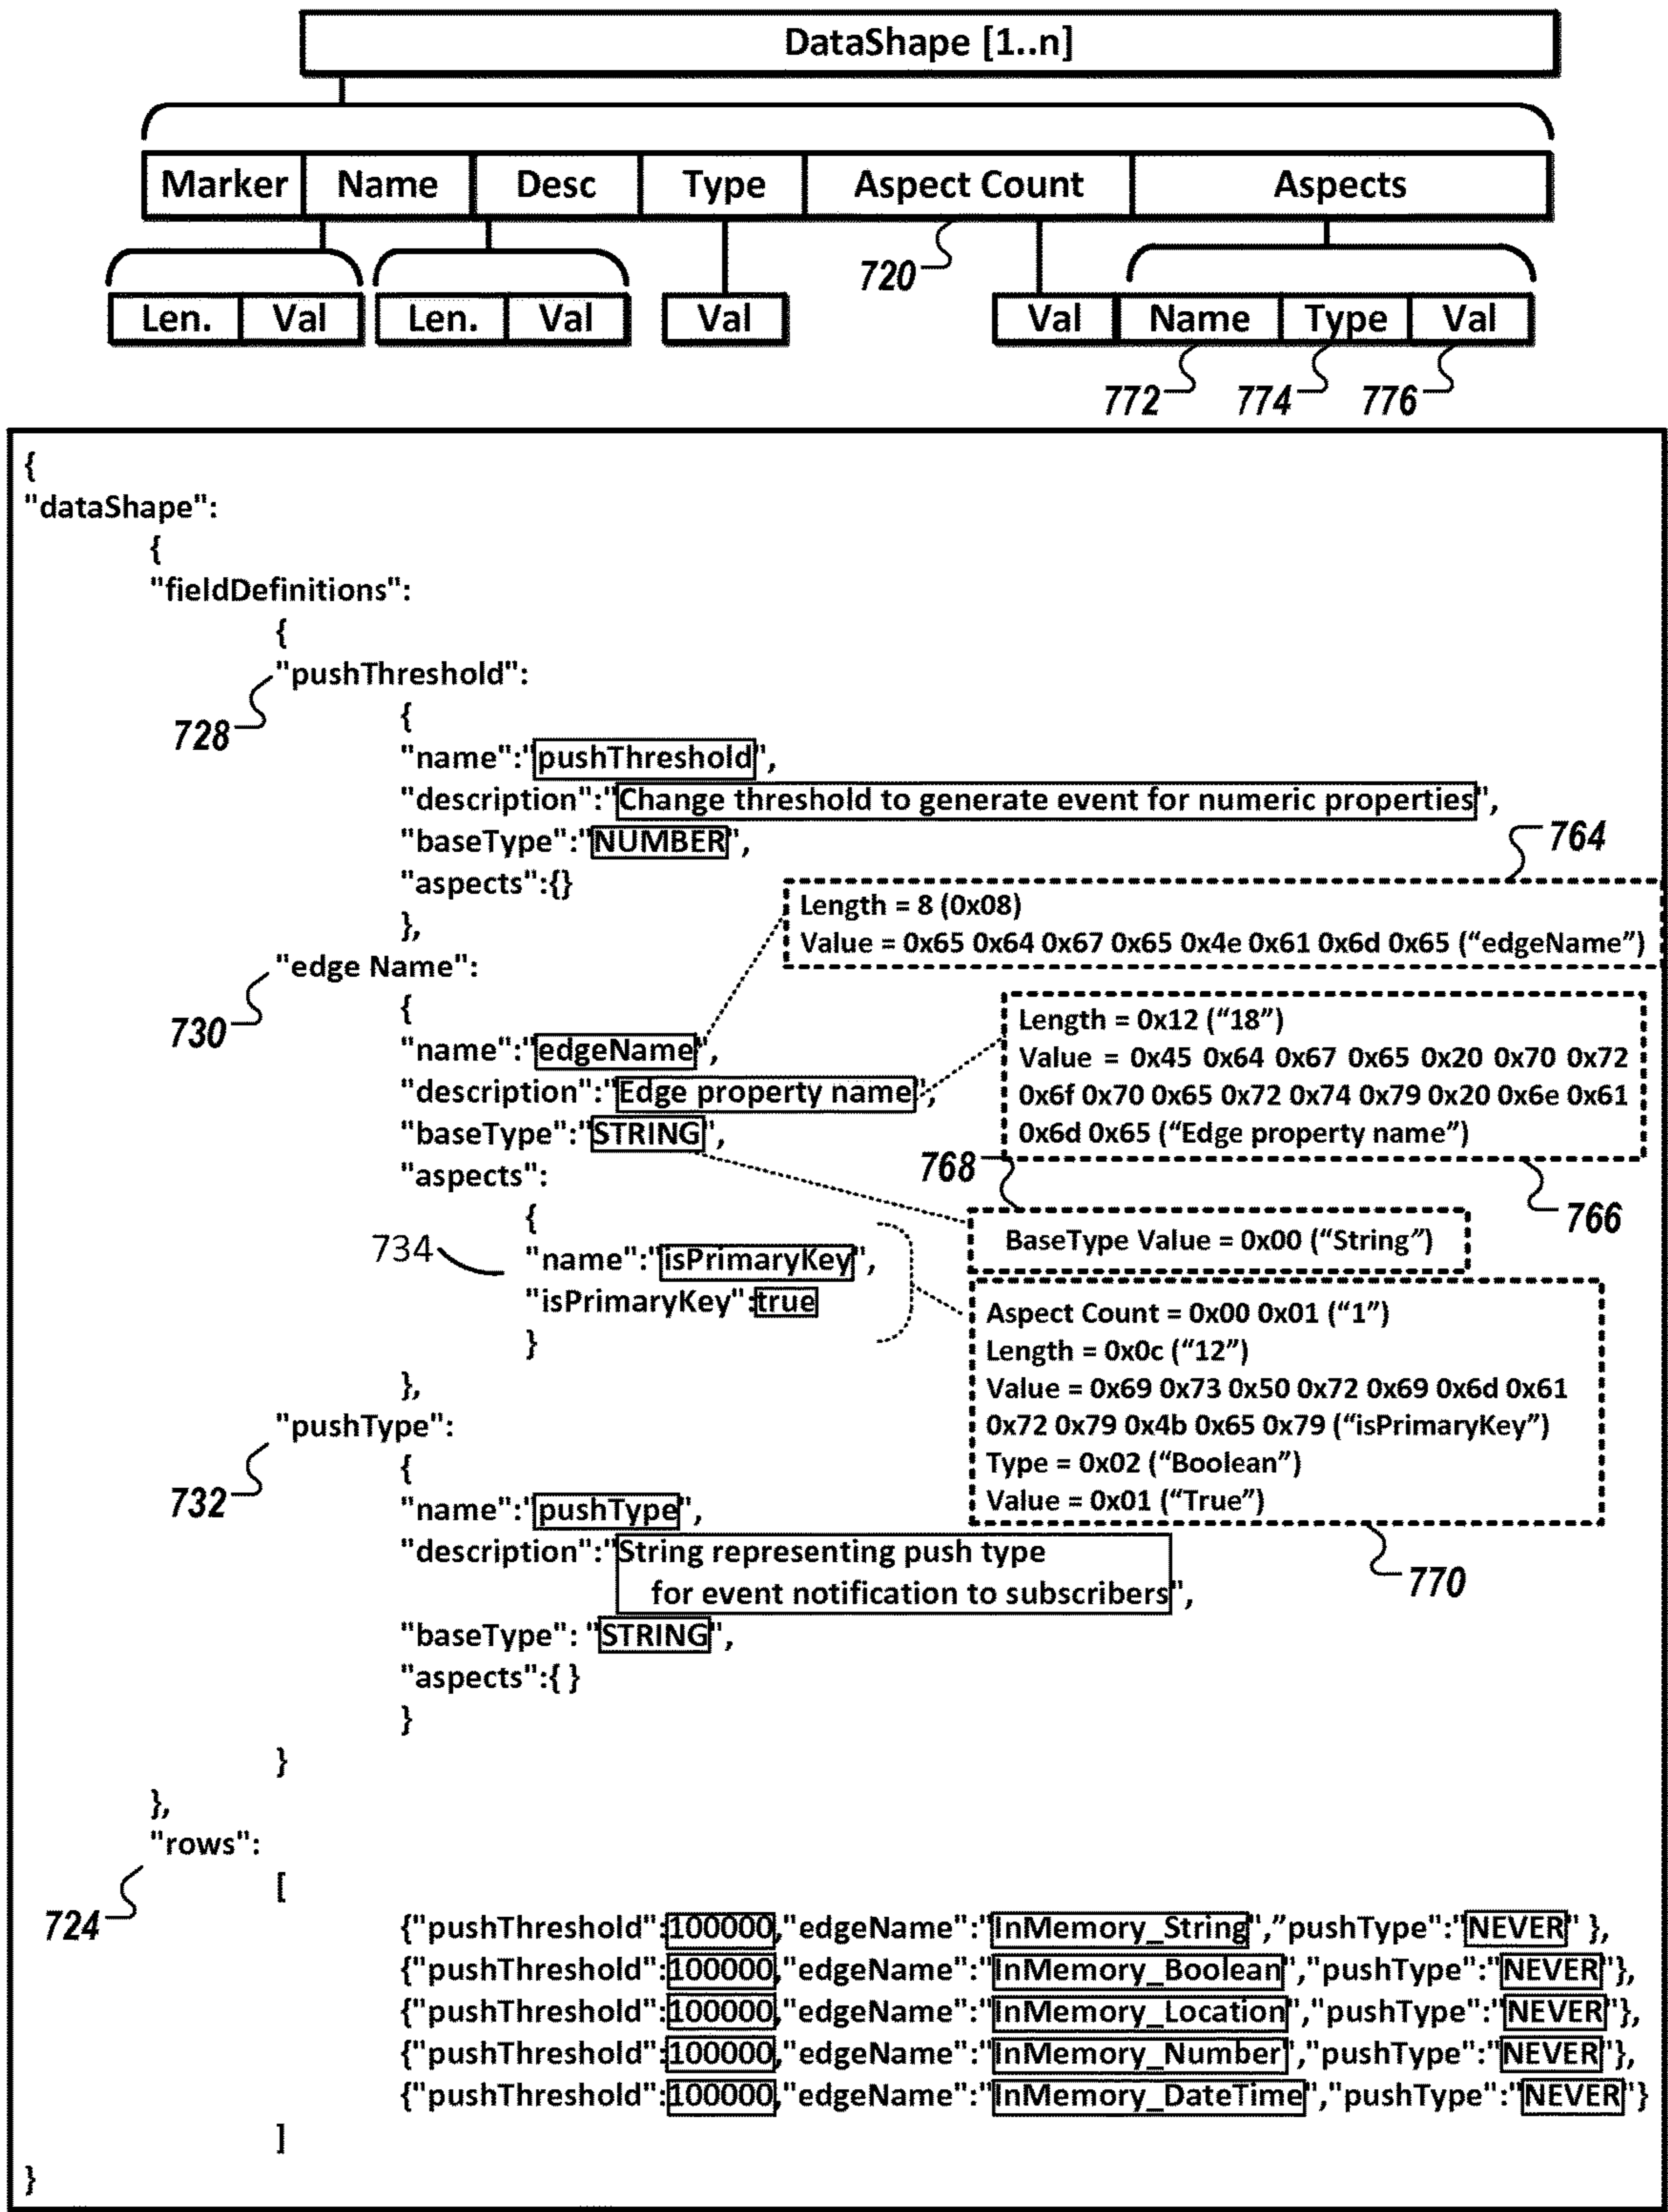 DataShape [1..n]
Marker Name Desc Type Aspect Count Aspects
720
Len. Val Len. Val Val Val Name Type Val
772 774 776
{
"dataShape":
{
"fieldDefinitions":
{
"pushThreshold":
728
{
"name":"pushThreshold",
"description":"Change threshold to generate event for numeric properties",
"baseType":"NUMBER",
"aspects":{}
},
764
Length = 8 (0x08)
Value = 0x65 0x64 0x67 0x65 0x4e 0x61 0x6d 0x65 (“edgeName”)
"edge Name":
730
{
"name":"edgeName",
"description":"Edge property name",
"baseType":"STRING",
"aspects":
Length = 0x12 (“18”)
Value = 0x45 0x64 0x67 0x65 0x20 0x70 0x72
0x6f 0x70 0x65 0x72 0x74 0x79 0x20 0x6e 0x61
0x6d 0x65 (“Edge property name”)
768
766
{
BaseType Value = 0x00 (“String”)
734
"name":"isPrimaryKey",
"isPrimaryKey":true
}
},
Aspect Count = 0x00 0x01 (“1”)
Length = 0x0c (“12”)
Value = 0x69 0x73 0x50 0x72 0x69 0x6d 0x61
0x72 0x79 0x4b 0x65 0x79 (“isPrimaryKey”)
Type = 0x02 (“Boolean”)
Value = 0x01 (“True”)
770
"pushType":
732
{
"name":"pushType",
"description":"String representing push type
for event notification to subscribers",
"baseType": "STRING",
"aspects":{ }
}
}
},
"rows":
724
[
{"pushThreshold":100000,"edgeName":"InMemory_String",”pushType":"NEVER" },
{"pushThreshold":100000,"edgeName":"InMemory_Boolean","pushType":"NEVER"},
{"pushThreshold":100000,"edgeName":"InMemory_Location","pushType":"NEVER"},
{"pushThreshold":100000,"edgeName":"InMemory_Number","pushType":"NEVER"},
{"pushThreshold":100000,"edgeName":"InMemory_DateTime","pushType":"NEVER"}
]
}